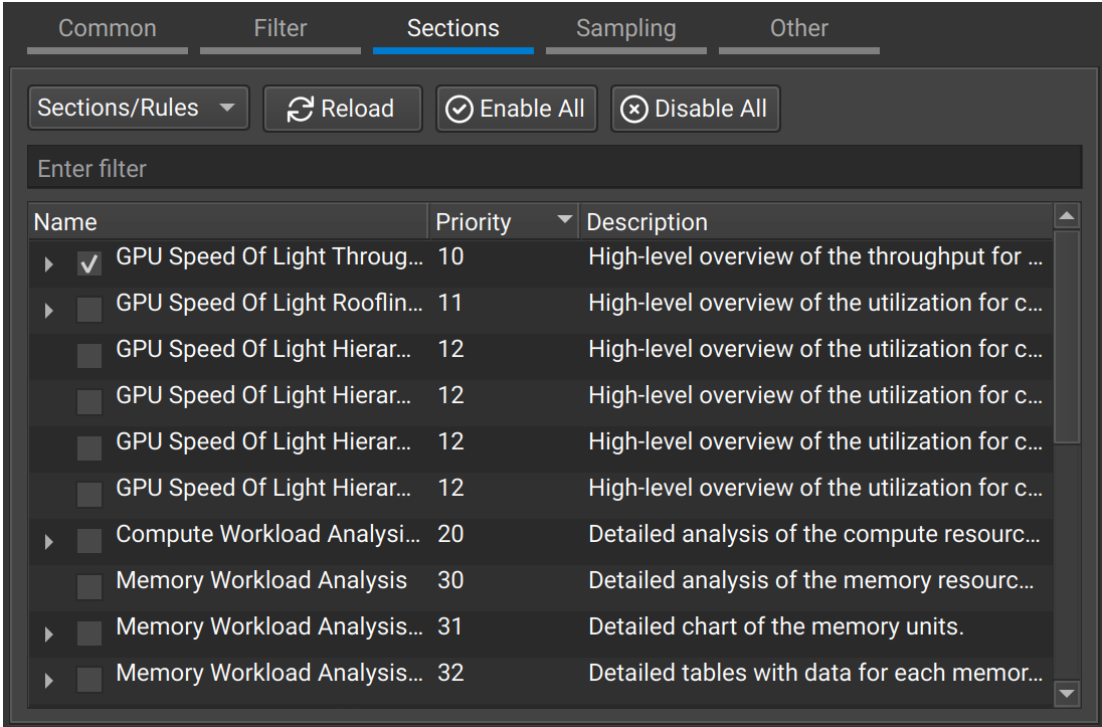 Common Filter Sections Sampling Other
Sections/Rules Reload Enable All Disable All
Enter filter
Name Priority Description
GPU Speed Of Light Throug... 10 High-level overview of the throughput for ...
GPU Speed Of Light Rooflin... 11 High-level overview of the utilization for c...
GPU Speed Of Light Hierar... 12 High-level overview of the utilization for c...
GPU Speed Of Light Hierar... 12 High-level overview of the utilization for c...
GPU Speed Of Light Hierar... 12 High-level overview of the utilization for c...
GPU Speed Of Light Hierar... 12 High-level overview of the utilization for c...
Compute Workload Analysi... 20 Detailed analysis of the compute resourc...
Memory Workload Analysis 30 Detailed analysis of the memory resourc...
Memory Workload Analysis... 31 Detailed chart of the memory units.
Memory Workload Analysis... 32 Detailed tables with data for each memor...